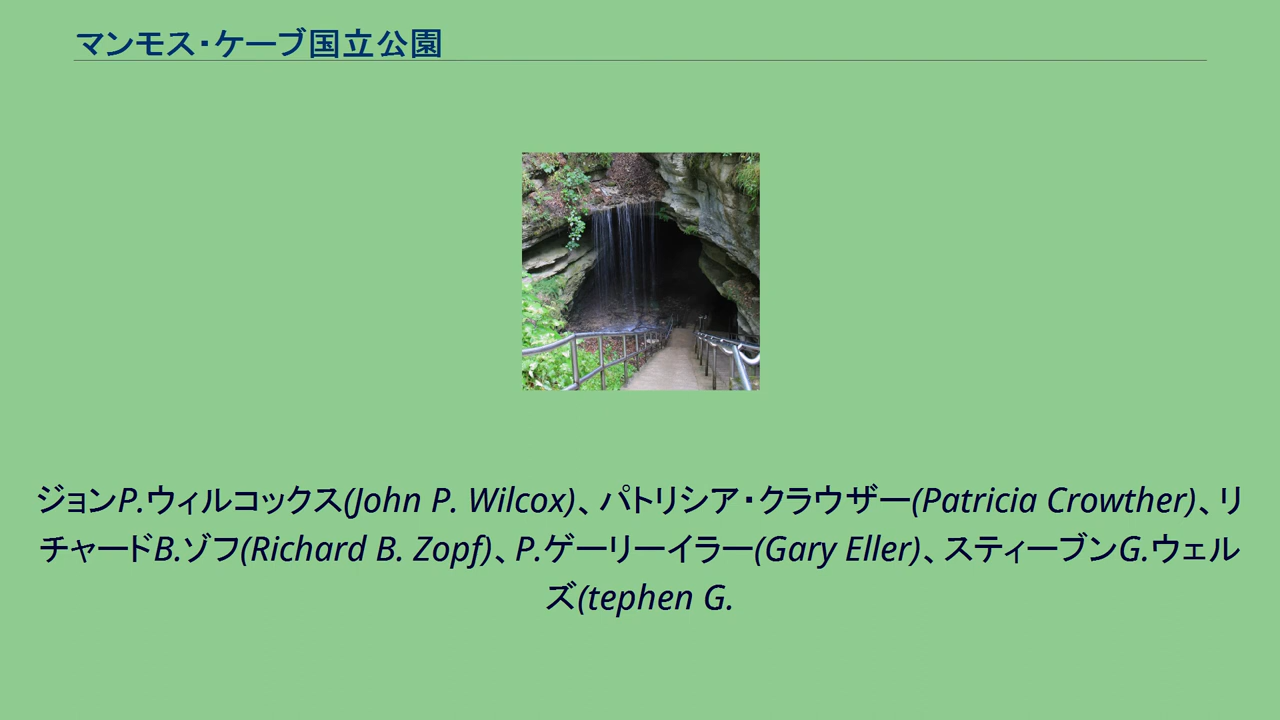 マンモス・ケーブ国立公園
ジョンP.ウィルコックス(John P. Wilcox)、パトリシア・クラウザー(Patricia Crowther)、リ
チャードB.ゾフ(Richard B. Zopf)、P.ゲーリーイラー(Gary Eller)、スティーブンG.ウェル
ズ(tephen G.